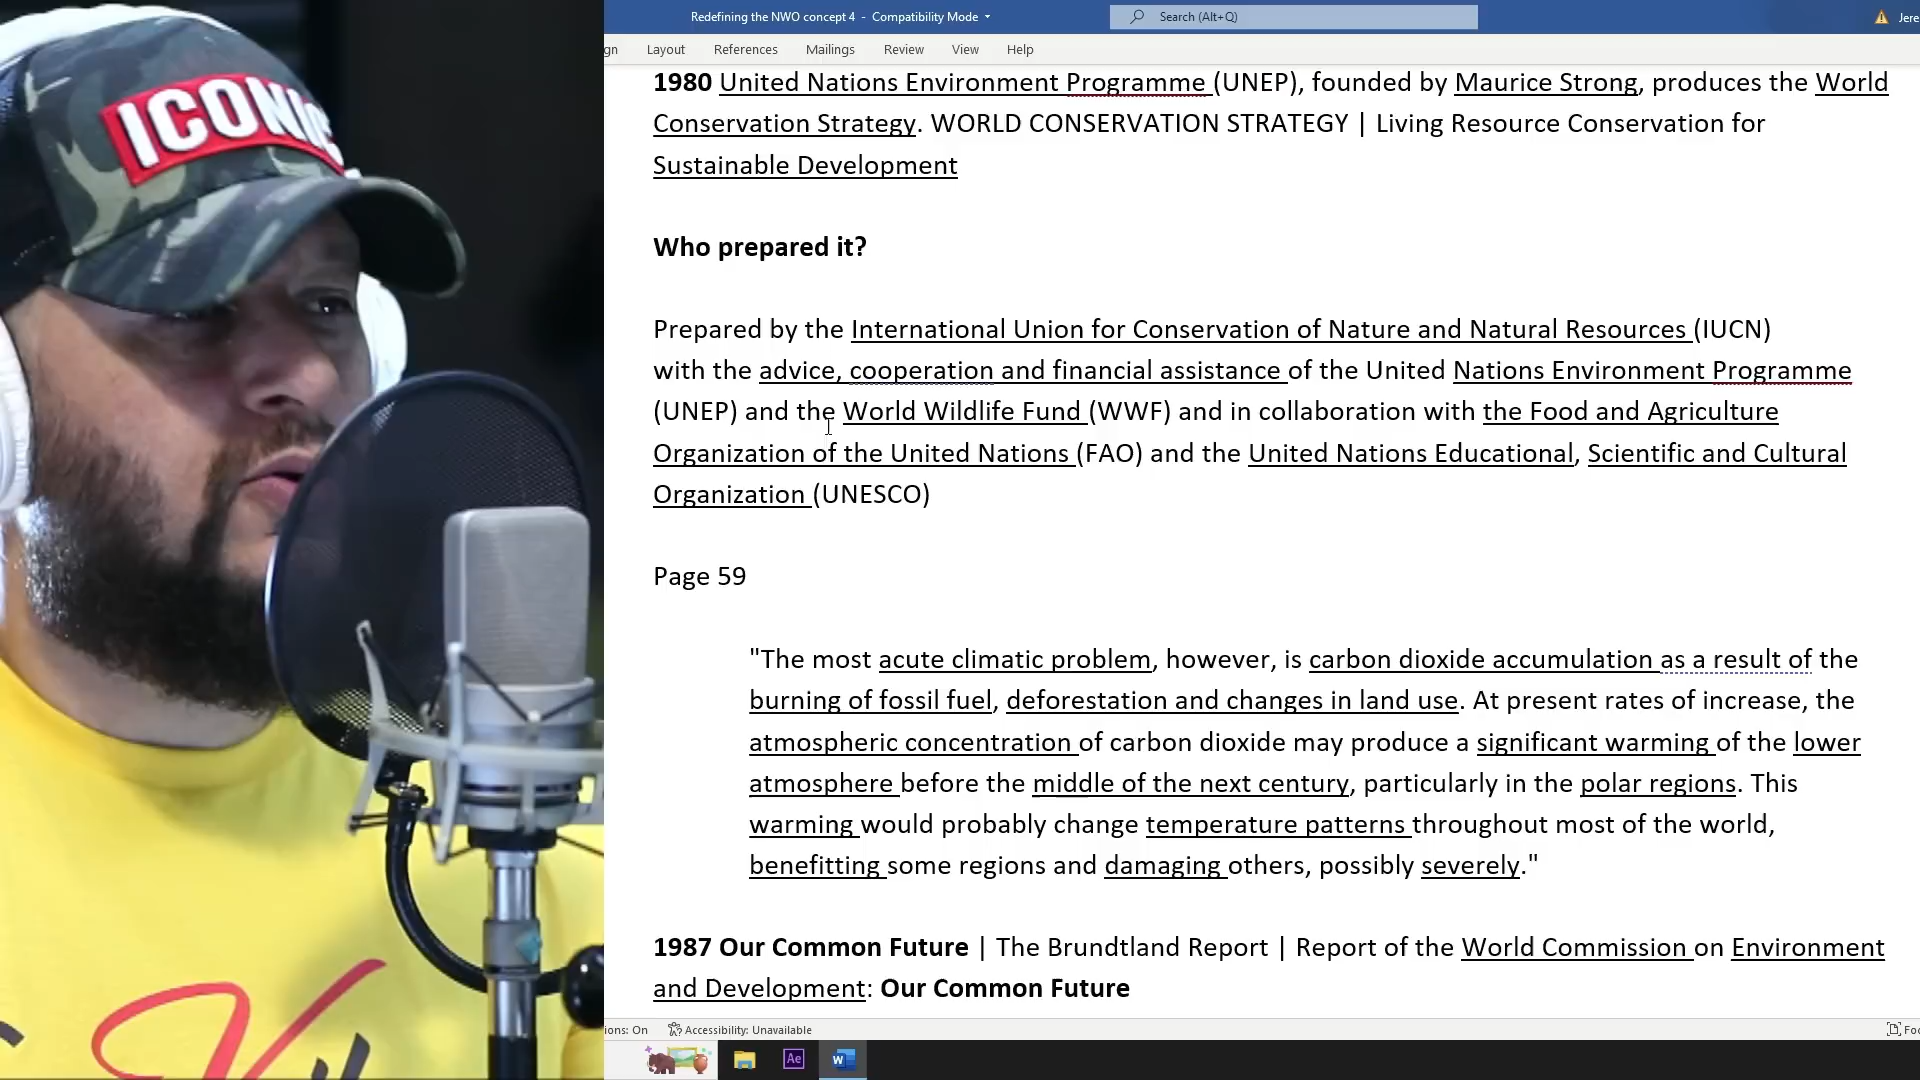 Redefining the NWO concept 4 - Compatibility Mode
Search (Alt+Q)
Jere
gn Layout References Mailings Review View Help
ICONIC
1980 United Nations Environment Programme (UNEP), founded by Maurice Strong, produces the World
Conservation Strategy. WORLD CONSERVATION STRATEGY | Living Resource Conservation for
Sustainable Development
Who prepared it?
Prepared by the International Union for Conservation of Nature and Natural Resources (IUCN)
with the advice, cooperation and financial assistance of the United Nations Environment Programme
(UNEP) and the World Wildlife Fund (WWF) and in collaboration with the Food and Agriculture
Organization of the United Nations (FAO) and the United Nations Educational, Scientific and Cultural
Organization (UNESCO)
Page 59
"The most acute climatic problem, however, is carbon dioxide accumulation as a result of the
burning of fossil fuel, deforestation and changes in land use. At present rates of increase, the
atmospheric concentration of carbon dioxide may produce a significant warming of the lower
atmosphere before the middle of the next century, particularly in the polar regions. This
warming would probably change temperature patterns throughout most of the world,
benefitting some regions and damaging others, possibly severely."
1987 Our Common Future | The Brundtland Report | Report of the World Commission on Environment
and Development: Our Common Future
ions: On Accessibility: Unavailable Foc
Ae
W